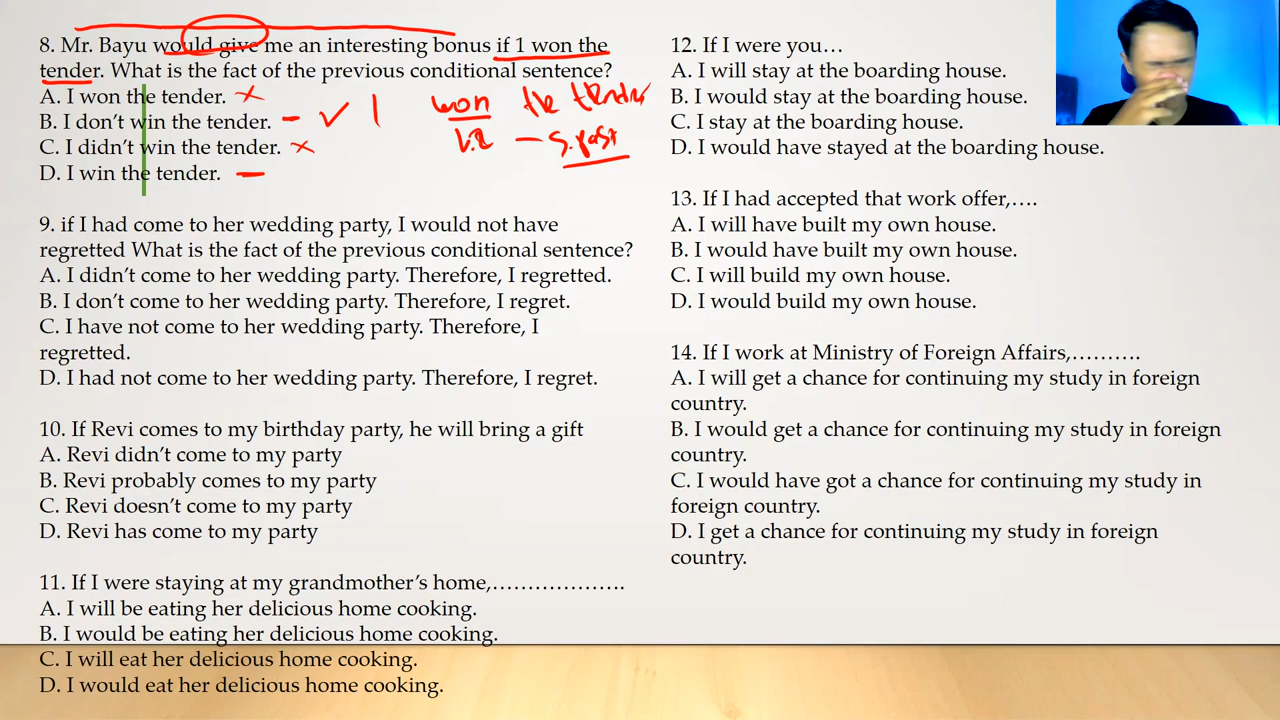 8. Mr. Bayu would give me an interesting bonus if 1 won the
tender. What is the fact of the previous conditional sentence?
A. I won the tender.
B. I don’t win the tender.
C. I didn’t win the tender.
D. I win the tender.
I won the tender
V.2 – S. past
9. if I had come to her wedding party, I would not have
regretted What is the fact of the previous conditional sentence?
A. I didn’t come to her wedding party. Therefore, I regretted.
B. I don’t come to her wedding party. Therefore, I regret.
C. I have not come to her wedding party. Therefore, I
regretted.
D. I had not come to her wedding party. Therefore, I regret.
10. If Revi comes to my birthday party, he will bring a gift
A. Revi didn’t come to my party
B. Revi probably comes to my party
C. Revi doesn’t come to my party
D. Revi has come to my party
11. If I were staying at my grandmother’s home,……………….
A. I will be eating her delicious home cooking.
B. I would be eating her delicious home cooking.
C. I will eat her delicious home cooking.
D. I would eat her delicious home cooking.
12. If I were you…
A. I will stay at the boarding house.
B. I would stay at the boarding house.
C. I stay at the boarding house.
D. I would have stayed at the boarding house.
13. If I had accepted that work offer,….
A. I will have built my own house.
B. I would have built my own house.
C. I will build my own house.
D. I would build my own house.
14. If I work at Ministry of Foreign Affairs,……….
A. I will get a chance for continuing my study in foreign
country.
B. I would get a chance for continuing my study in foreign
country.
C. I would have got a chance for continuing my study in
foreign country.
D. I get a chance for continuing my study in foreign
country.